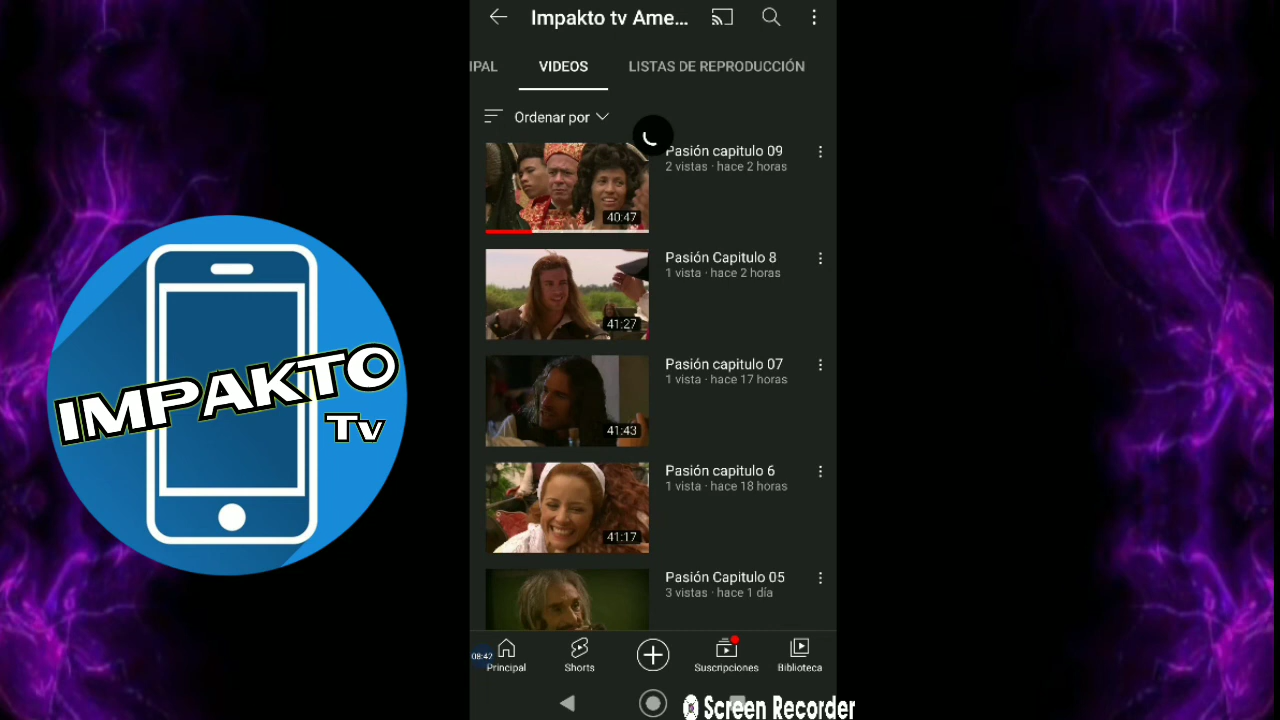 Impakto tv Ame...
IPAL
VIDEOS
LISTAS DE REPRODUCCIÓN
Ordenar por
Pasión capitulo 09
2 vistas · hace 2 horas
40:47
Pasión Capitulo 8
1 vista · hace 2 horas
41:27
Pasión capitulo 07
1 vista · hace 17 horas
41:43
Pasión capitulo 6
1 vista · hace 18 horas
41:17
Pasión Capitulo 05
3 vistas · hace 1 día
IMPAKTO
Tv
08:42
Principal
Shorts
Suscripciones
Biblioteca
Screen Recorder